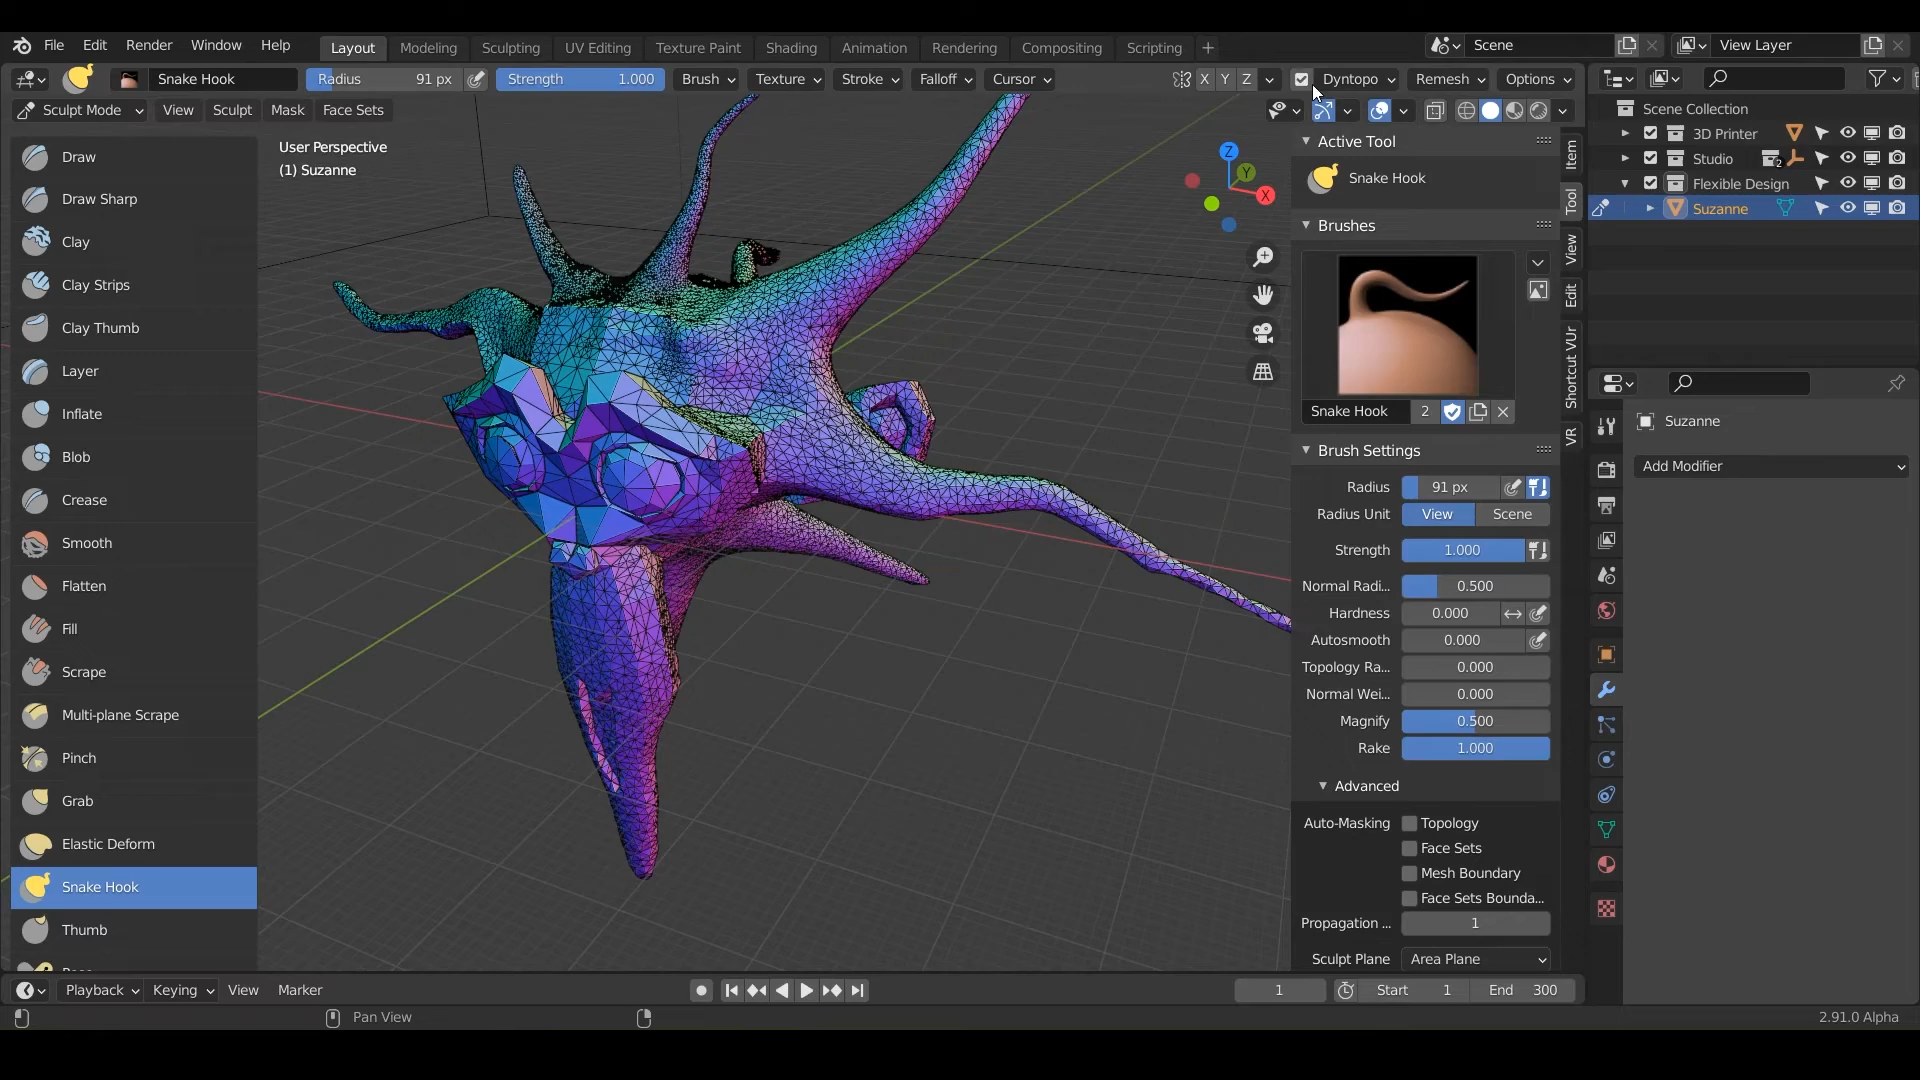 File Edit Render Window Help Layout Modeling Sculpting UV Editing Texture Paint Shading Animation Rendering Compositing Scripting + Scene View Layer
Snake Hook Radius 91 px Strength 1.000 Brush Texture Stroke Falloff Cursor X Y Z Dyntopo Remesh Options
Sculpt Mode View Sculpt Mask Face Sets
User Perspective
(1) Suzanne
Draw
Draw Sharp
Clay
Clay Strips
Clay Thumb
Layer
Inflate
Blob
Crease
Smooth
Flatten
Fill
Scrape
Multi-plane Scrape
Pinch
Grab
Elastic Deform
Snake Hook
Thumb
Z
Y
X
Active Tool
Snake Hook
Brushes
Snake Hook 2
Brush Settings
Radius 91 px
Radius Unit View Scene
Strength 1.000
Normal Radi... 0.500
Hardness 0.000
Autosmooth 0.000
Topology Ra... 0.000
Normal Wei... 0.000
Magnify 0.500
Rake 1.000
Advanced
Auto-Masking Topology
Face Sets
Mesh Boundary
Face Sets Bounda...
Propagation ... 1
Sculpt Plane Area Plane
Item
Tool
View
Edit
Shortcut VUr
VR
Scene Collection
3D Printer
Studio 2
Flexible Design
Suzanne
Suzanne
Add Modifier
Playback Keying View Marker 1 Start 1 End 300
Pan View 2.91.0 Alpha